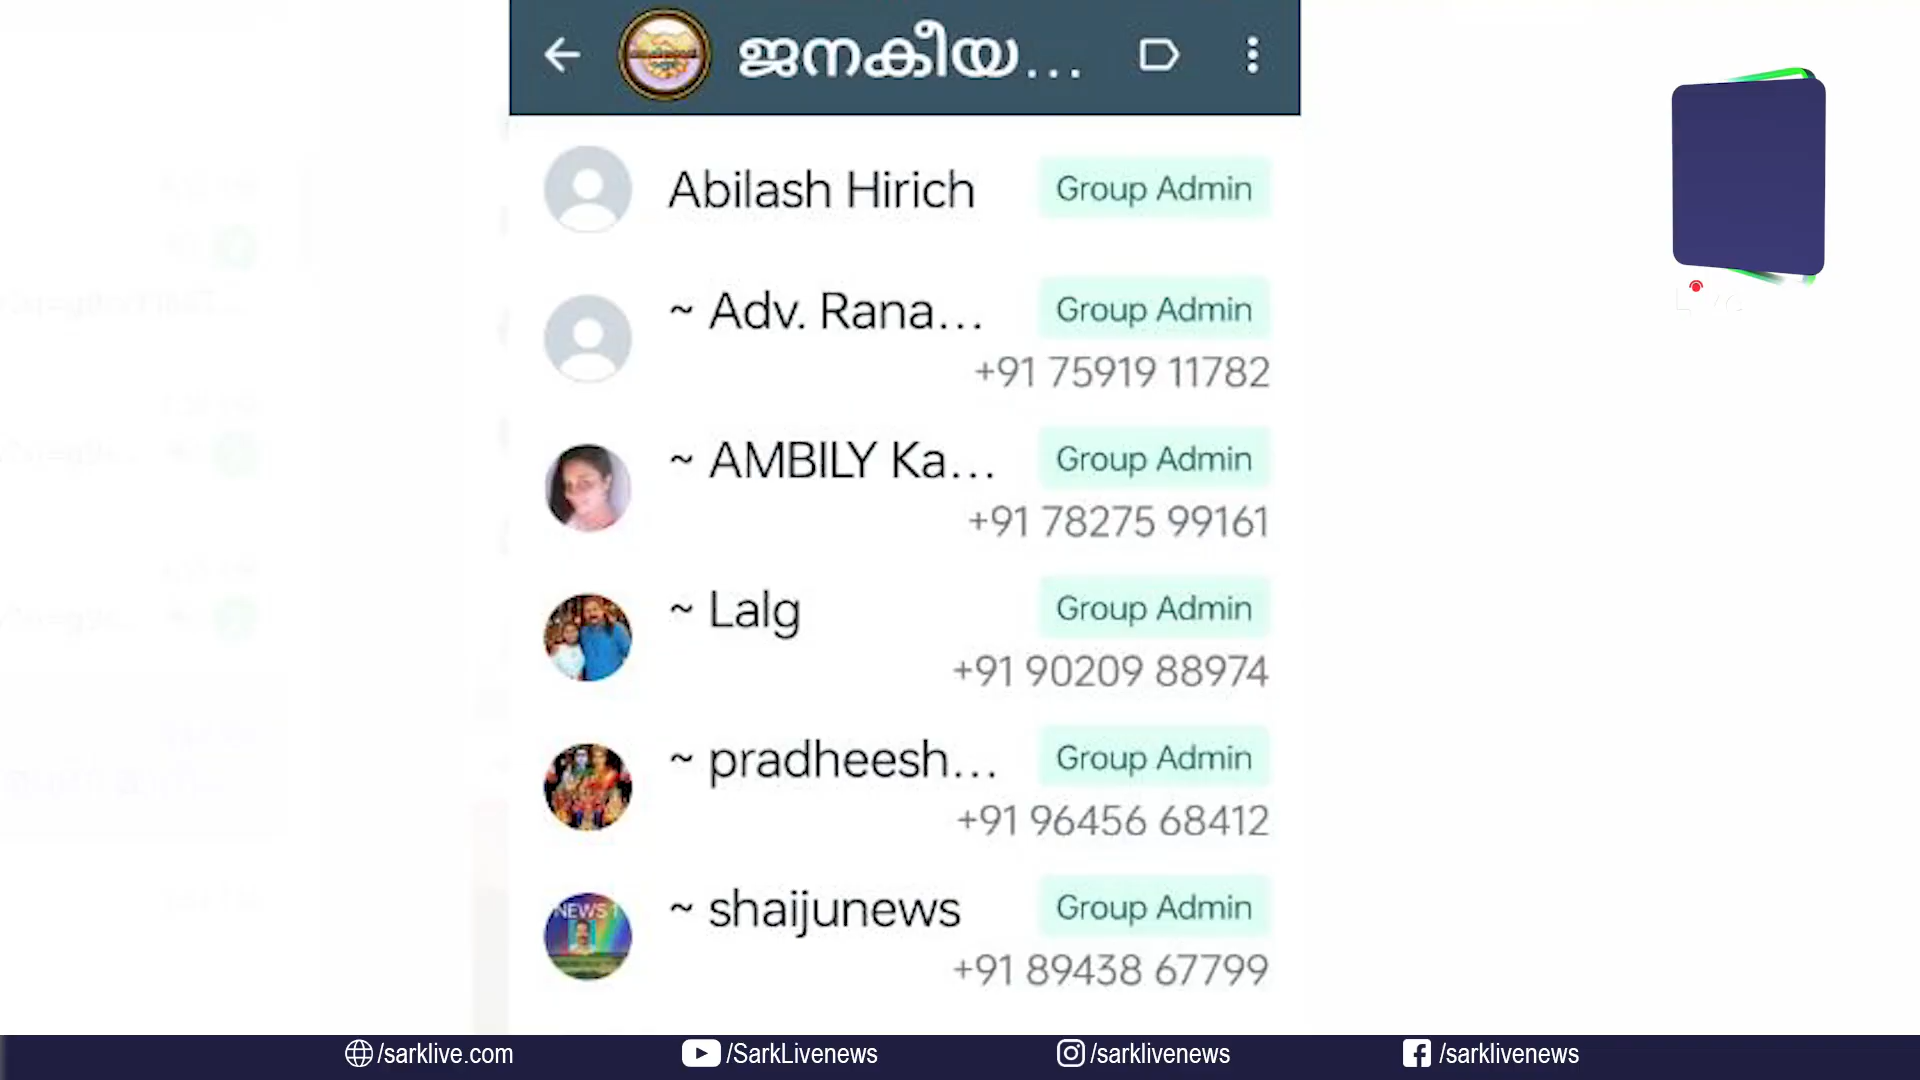 ജനകീയ...
Abilash Hirich Group Admin
~ Adv. Rana... Group Admin
+91 75919 11782
~ AMBILY Ka... Group Admin
+91 78275 99161
~ Lalg Group Admin
+91 90209 88974
~ pradheesh... Group Admin
+91 96456 68412
NEWS
~ shaijunews Group Admin
+91 89438 67799
/sarklive.com /SarkLivenews /sarklivenews /sarklivenews